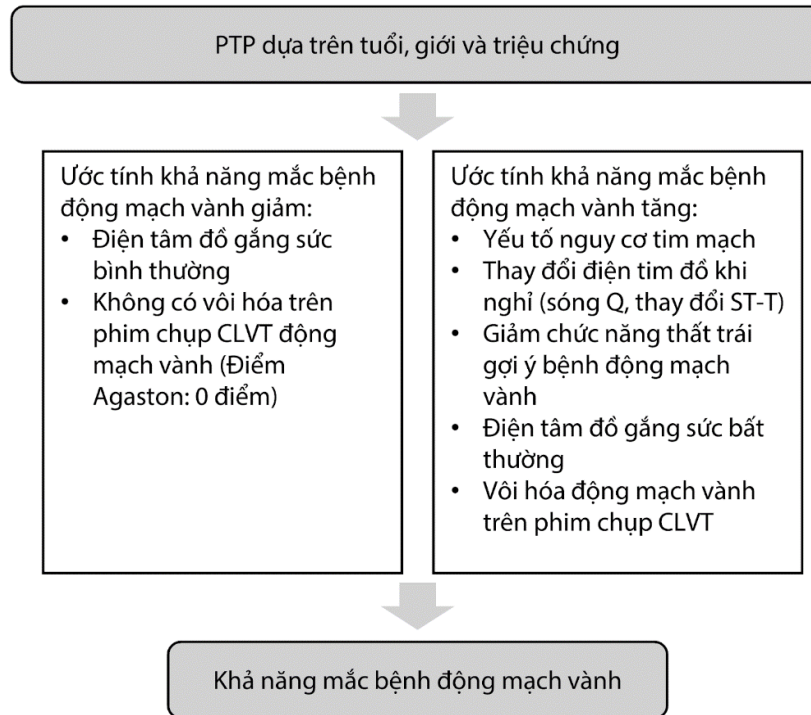 PTP dựa trên tuổi, giới và triệu chứng
Ước tính khả năng mắc bệnh
động mạch vành giảm:
• Điện tâm đồ gắng sức
bình thường
• Không có vôi hóa trên
phim chụp CLVT động
mạch vành (Điểm
Agaston: 0 điểm)
Ước tính khả năng mắc bệnh
động mạch vành tăng:
• Yếu tố nguy cơ tim mạch
• Thay đổi điện tim đồ khi
nghỉ (sóng Q, thay đổi ST-T)
• Giảm chức năng thất trái
gợi ý bệnh động mạch
vành
• Điện tâm đồ gắng sức bất
thường
• Vôi hóa động mạch vành
trên phim chụp CLVT
Khả năng mắc bệnh động mạch vành